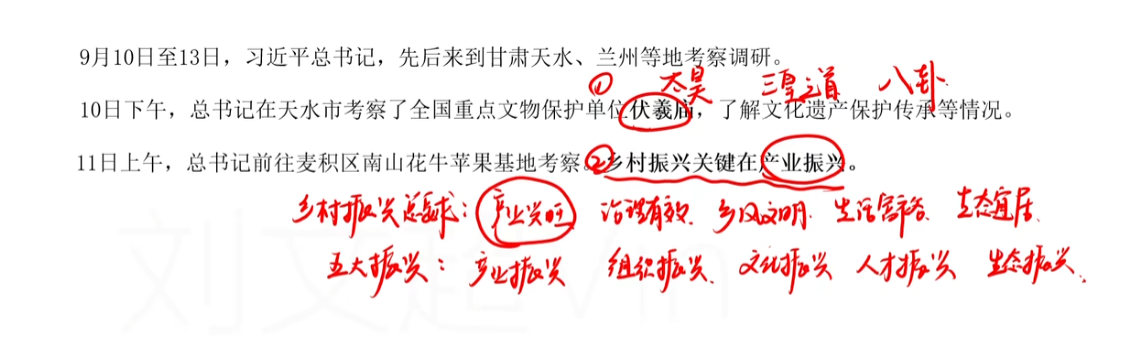 9月10日至13日，习近平总书记，先后来到甘肃天水、兰州等地考察调研。
① 太昊 三皇之首 八卦
10日下午，总书记在天水市考察了全国重点文物保护单位伏羲庙，了解文化遗产保护传承等情况。
11日上午，总书记前往麦积区南山花牛苹果基地考察。②乡村振兴关键在产业振兴。
乡村振兴总要求：产业兴旺 治理有效、乡风文明、生活富裕、生态宜居、
五大振兴：产业振兴 组织振兴、文化振兴、人才振兴、生态振兴、
刘文超